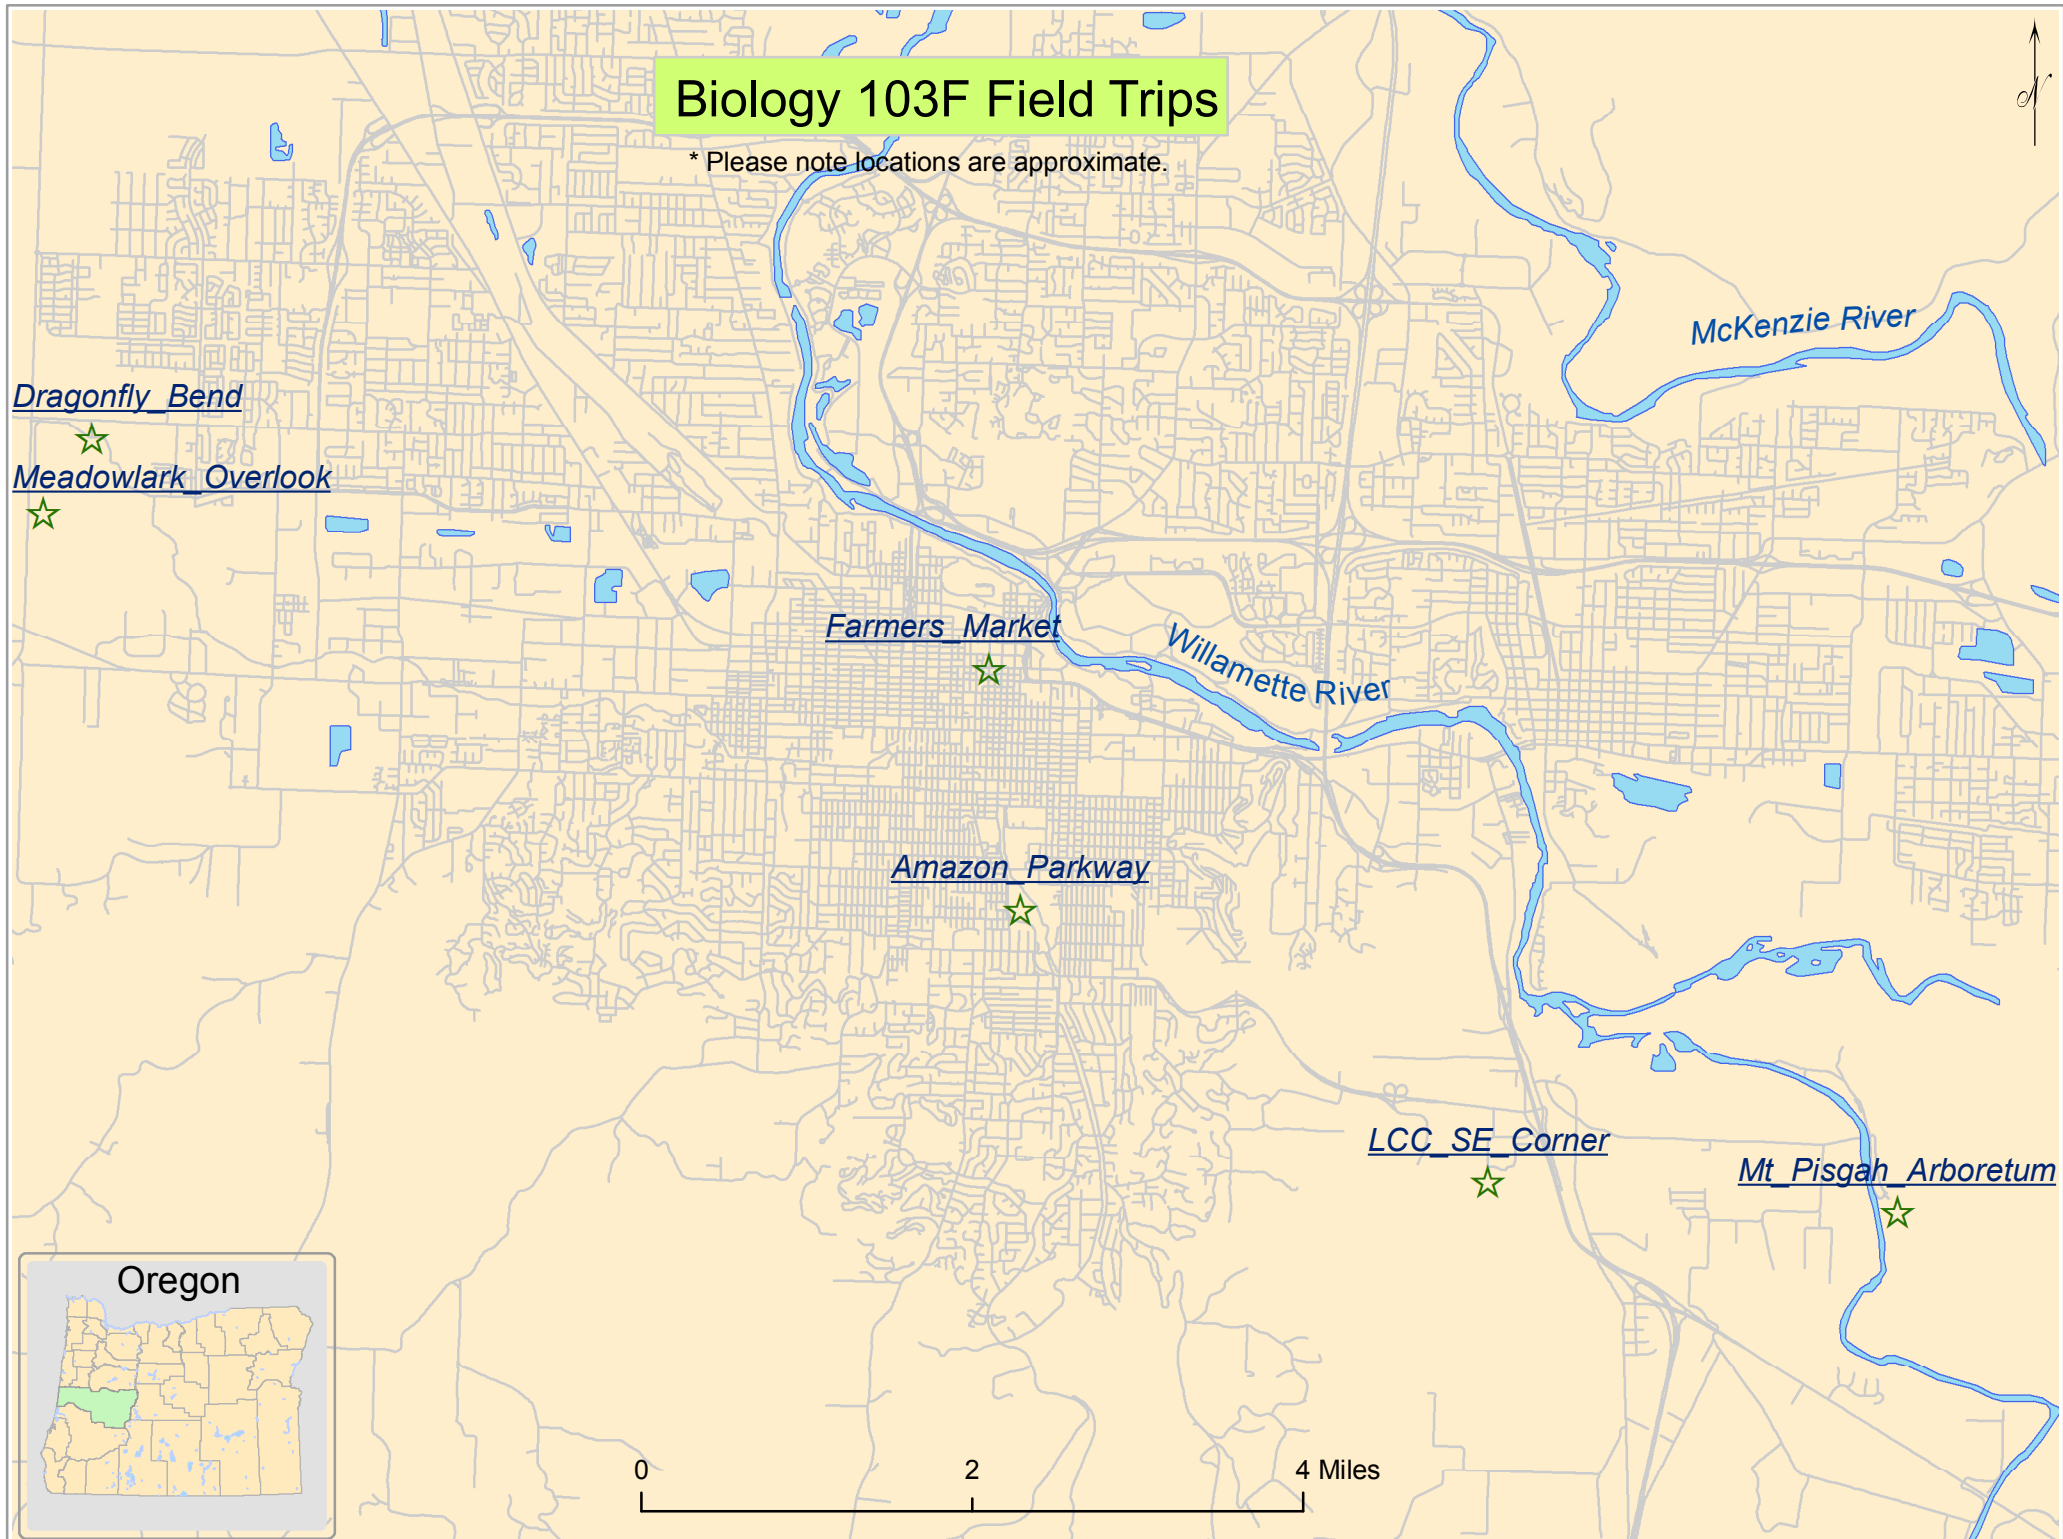 Biology 103F Field Trips
* Please note locations are approximate.
N
McKenzie River
Dragonfly_Bend
Meadowlark_Overlook
Farmers_Market
Willamette River
Amazon_Parkway
LCC_SE_Corner
Mt_Pisgah_Arboretum
Oregon
0 2 4 Miles